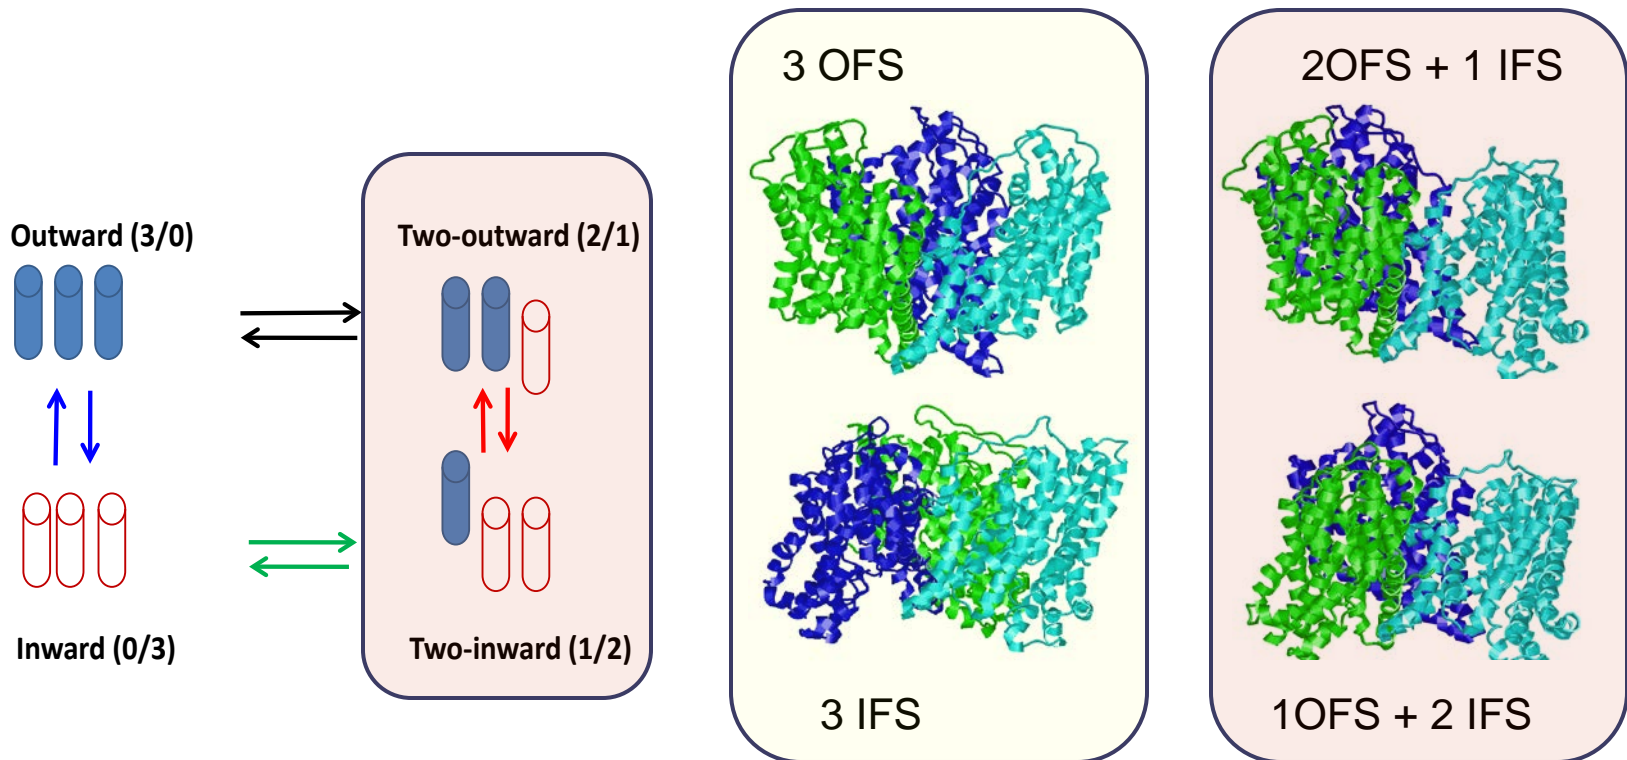 3 OFS
2OFS + 1 IFS
Outward (3/0)
Two-outward (2/1)
Inward (0/3)
Two-inward (1/2)
3 IFS
1OFS + 2 IFS